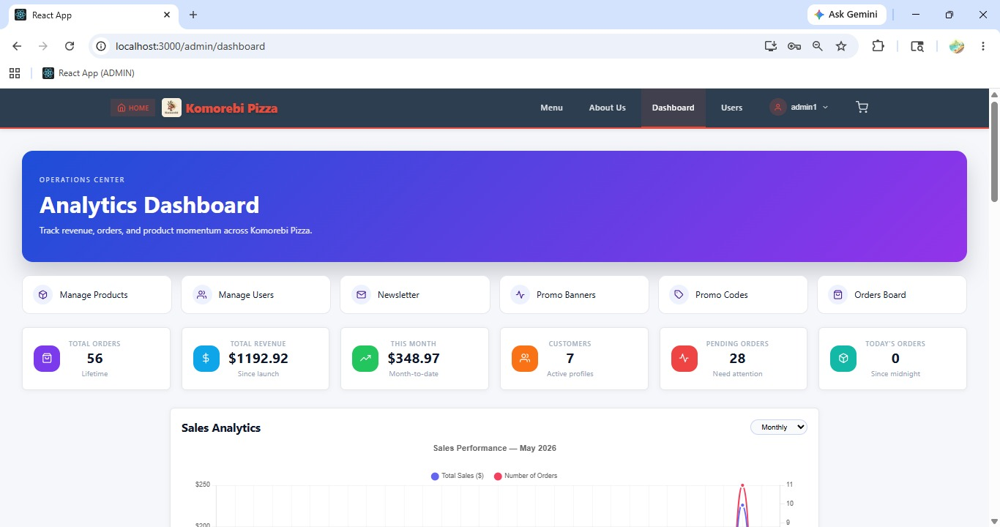 React App
Ask Gemini
localhost:3000/admin/dashboard
React App (ADMIN)
HOME
Komorebi Pizza
Menu
About Us
Dashboard
Users
admin1
OPERATIONS CENTER
Analytics Dashboard
Track revenue, orders, and product momentum across Komorebi Pizza.
Manage Products
Manage Users
Newsletter
Promo Banners
Promo Codes
Orders Board
TOTAL ORDERS
56
Lifetime
TOTAL REVENUE
$1192.92
Since launch
THIS MONTH
$348.97
Month-to-date
CUSTOMERS
7
Active profiles
PENDING ORDERS
28
Need attention
TODAY'S ORDERS
0
Since midnight
Sales Analytics
Monthly
Sales Performance — May 2026
Total Sales ($)
Number of Orders
$250
11
10
$200
9